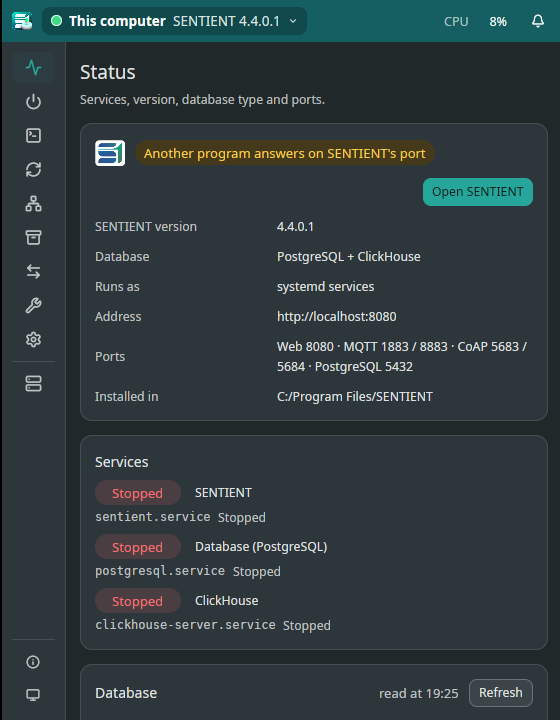 This computer SENTIENT 4.4.0.1
CPU 8%
Status
Services, version, database type and ports.
Another program answers on SENTIENT's port
Open SENTIENT
SENTIENT version 4.4.0.1
Database PostgreSQL + ClickHouse
Runs as systemd services
Address http://localhost:8080
Ports Web 8080 · MQTT 1883 / 8883 · CoAP 5683 /
5684 · PostgreSQL 5432
Installed in C:/Program Files/SENTIENT
Services
Stopped SENTIENT
sentient.service Stopped
Stopped Database (PostgreSQL)
postgresql.service Stopped
Stopped ClickHouse
clickhouse-server.service Stopped
Database read at 19:25 Refresh